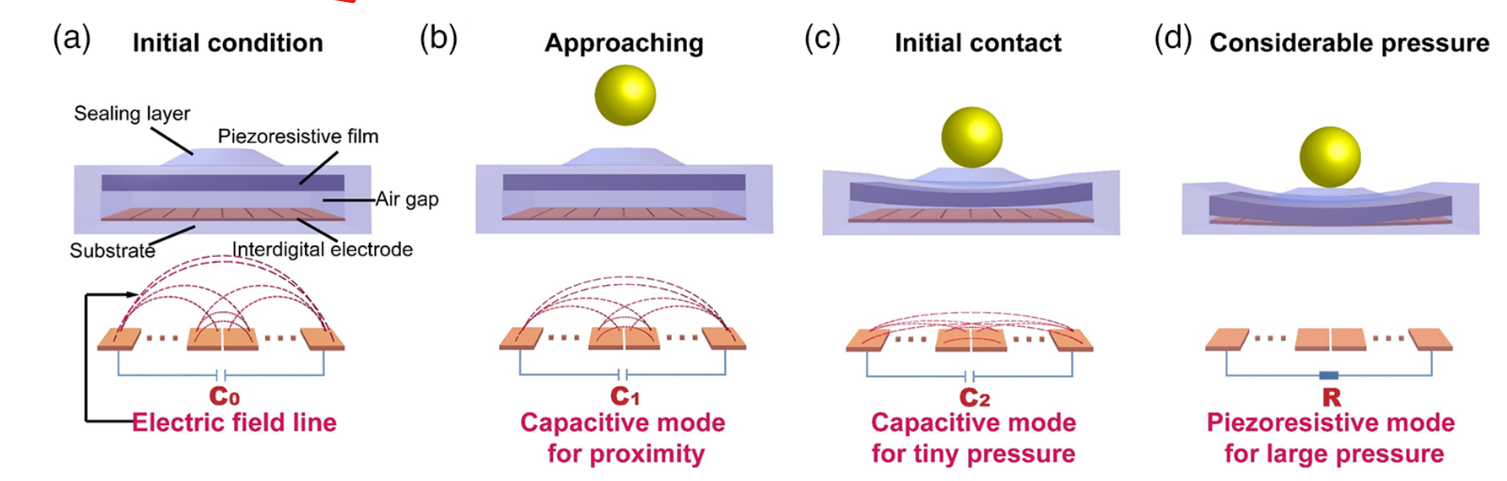 (a) Initial condition
Sealing layer
Piezoresistive film
Air gap
Substrate
Interdigital electrode
C₀
Electric field line
(b) Approaching
C₁
Capacitive mode
for proximity
(c) Initial contact
C₂
Capacitive mode
for tiny pressure
(d) Considerable pressure
R
Piezoresistive mode
for large pressure